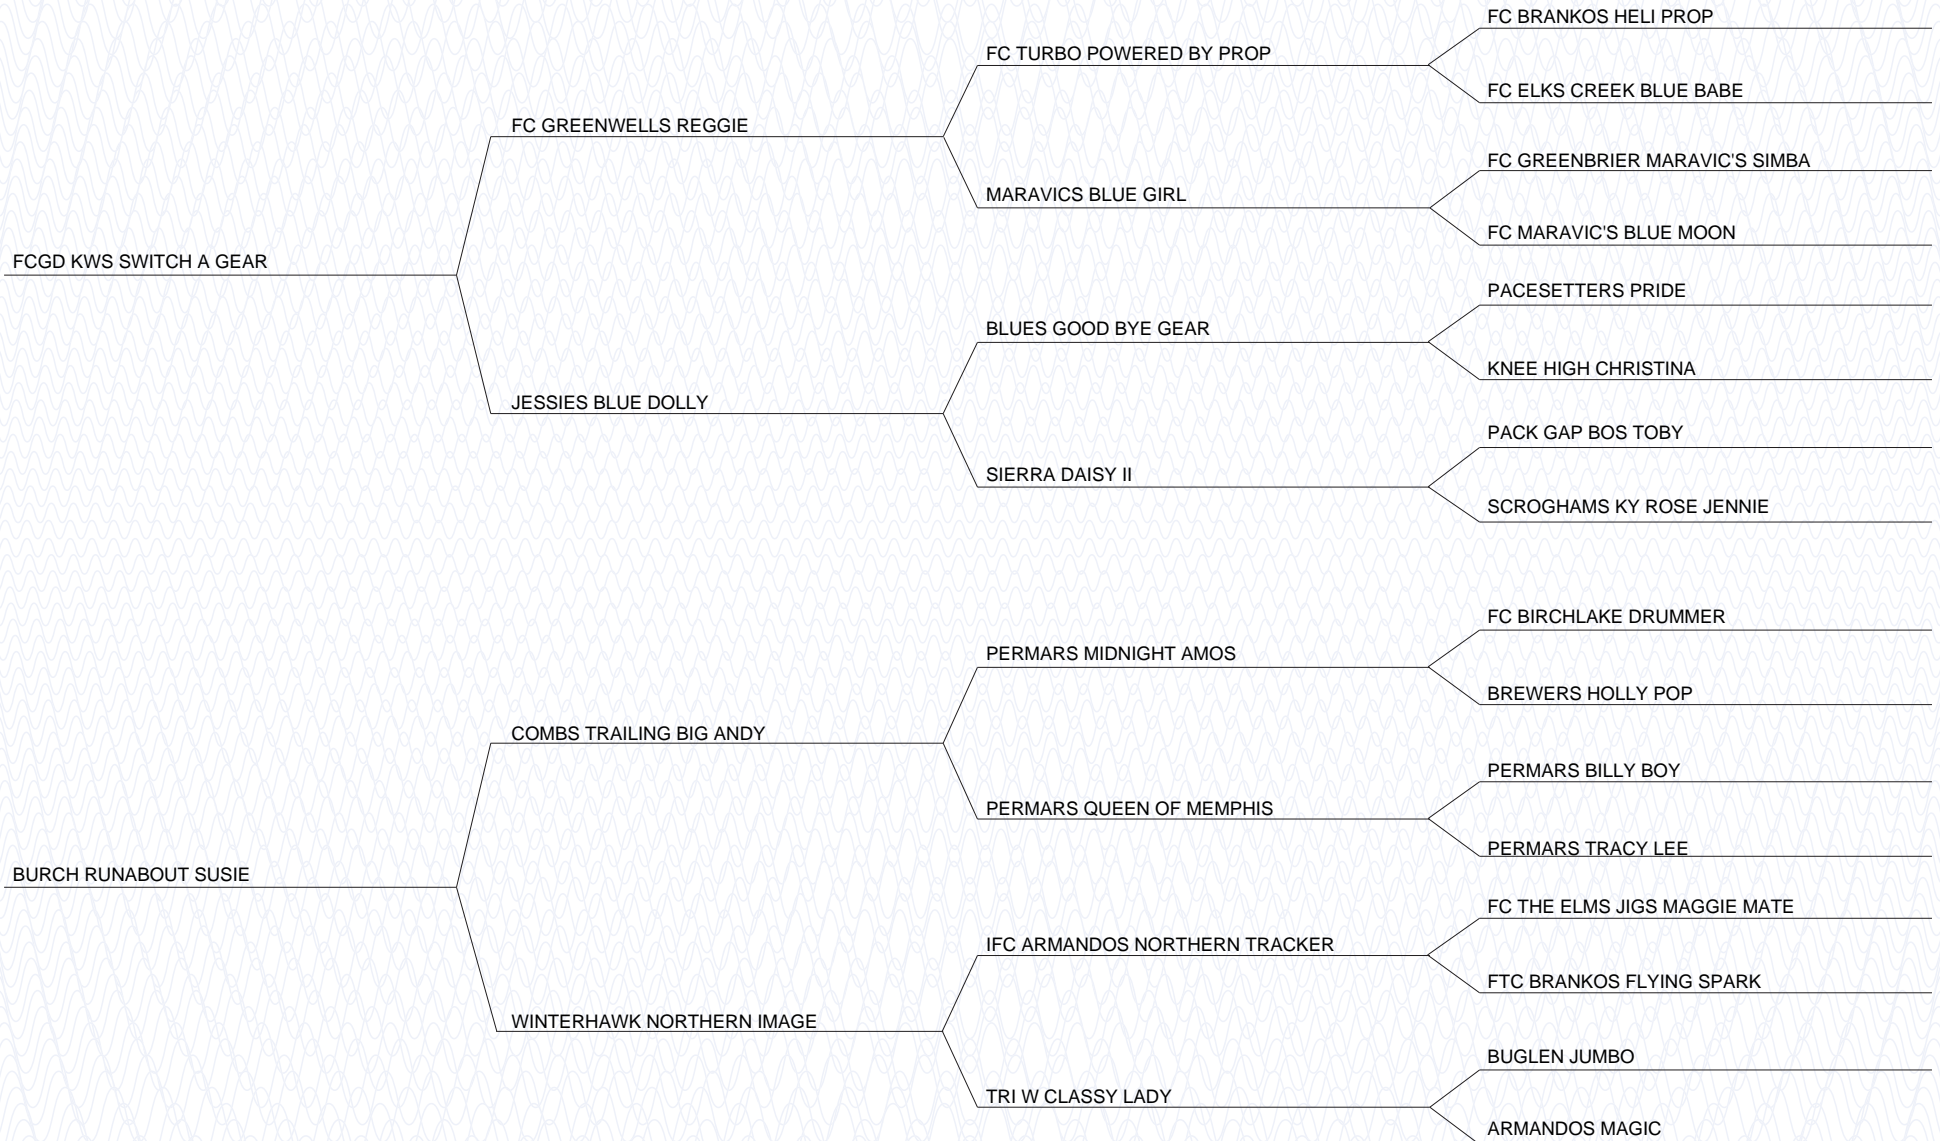 FC BRANKOS HELI PROP
FC TURBO POWERED BY PROP
FC ELKS CREEK BLUE BABE
FC GREENWELLS REGGIE
FC GREENBRIER MARAVIC'S SIMBA
MARAVICS BLUE GIRL
FC MARAVIC'S BLUE MOON
FCGD KWS SWITCH A GEAR
PACESETTERS PRIDE
BLUES GOOD BYE GEAR
KNEE HIGH CHRISTINA
JESSIES BLUE DOLLY
PACK GAP BOS TOBY
SIERRA DAISY II
SCROGHAMS KY ROSE JENNIE
FC BIRCHLAKE DRUMMER
PERMARS MIDNIGHT AMOS
BREWERS HOLLY POP
COMBS TRAILING BIG ANDY
PERMARS BILLY BOY
PERMARS QUEEN OF MEMPHIS
PERMARS TRACY LEE
BURCH RUNABOUT SUSIE
FC THE ELMS JIGS MAGGIE MATE
IFC ARMANDOS NORTHERN TRACKER
FTC BRANKOS FLYING SPARK
WINTERHAWK NORTHERN IMAGE
BUGLEN JUMBO
TRI W CLASSY LADY
ARMANDOS MAGIC